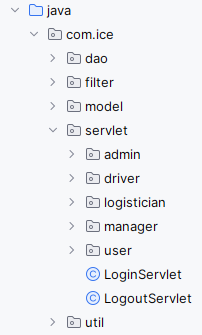 java
com.ice
dao
filter
model
servlet
admin
driver
logistician
manager
user
LoginServlet
LogoutServlet
util